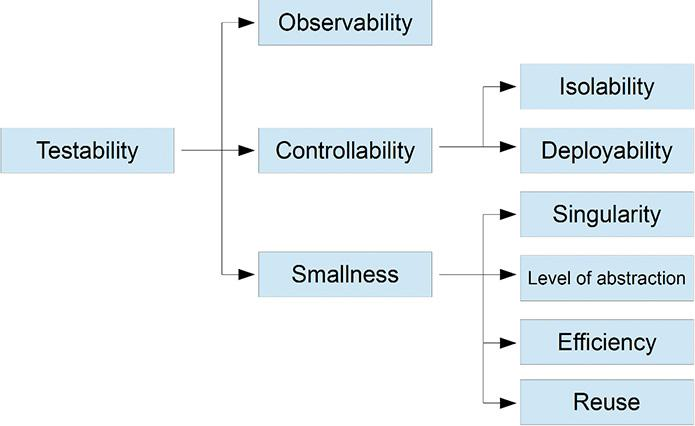 Testability
Observability
Controllability
Smallness
Isolability
Deployability
Singularity
Level of abstraction
Efficiency
Reuse